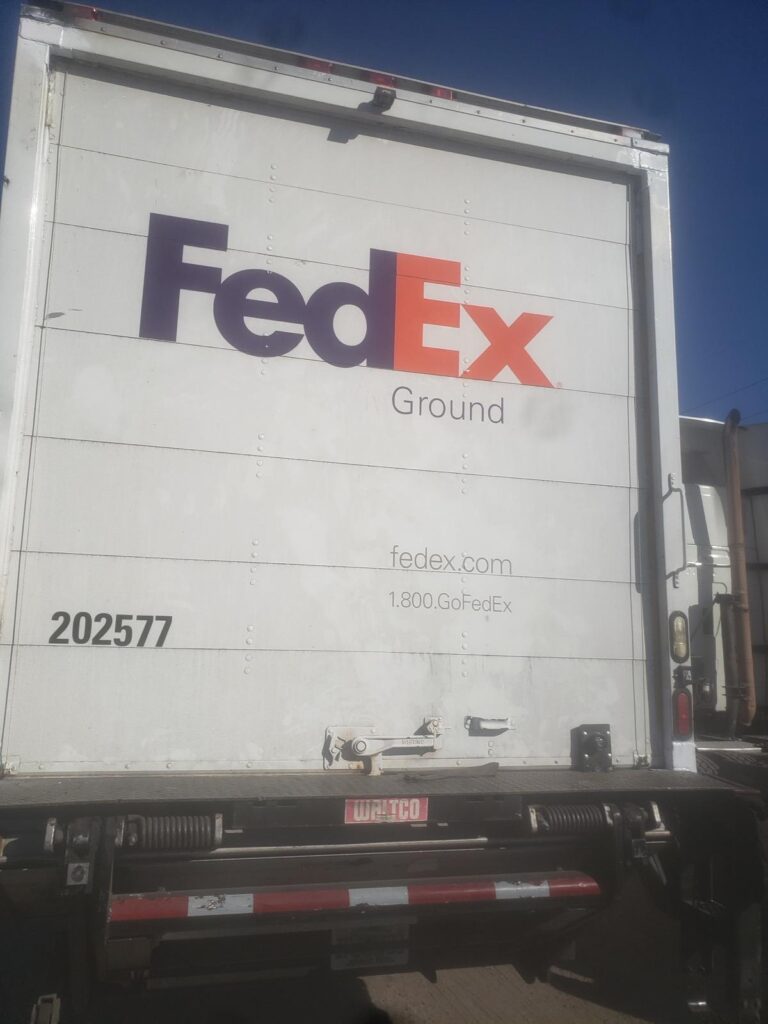 FedEx
Ground
fedex.com
1.800.GoFedEx
202577
WALTCO